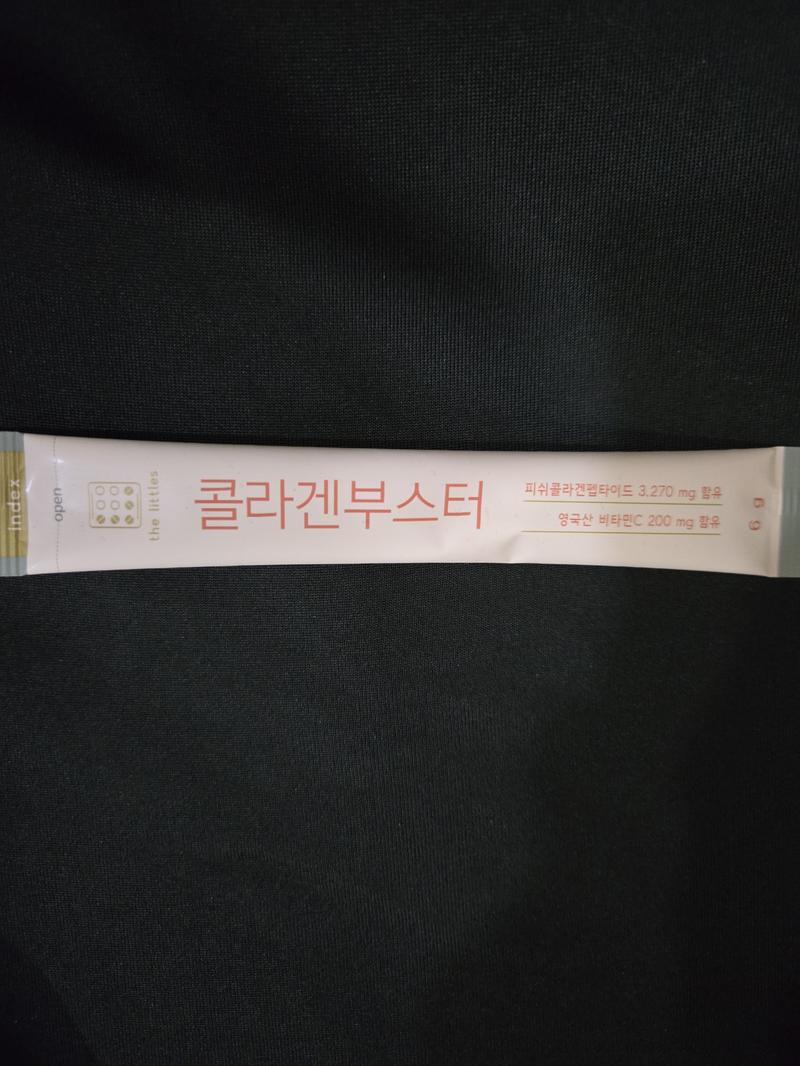 index
open
the littles
콜라겐부스터
피쉬콜라겐펩타이드 3,270 mg 함유
영국산 비타민C 200 mg 함유
6 g